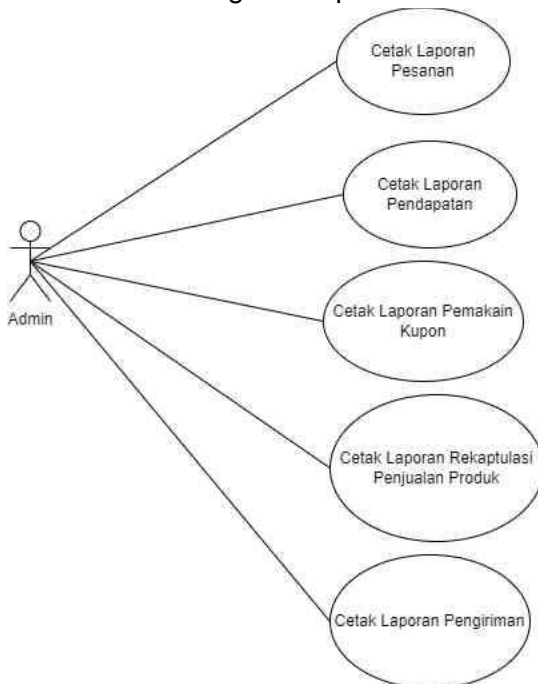 Cetak Laporan
Pesanan
Cetak Laporan
Pendapatan
Admin
Cetak Laporan Pemakain
Kupon
Cetak Laporan Rekaptulasi
Penjualan Produk
Cetak Laporan Pengiriman